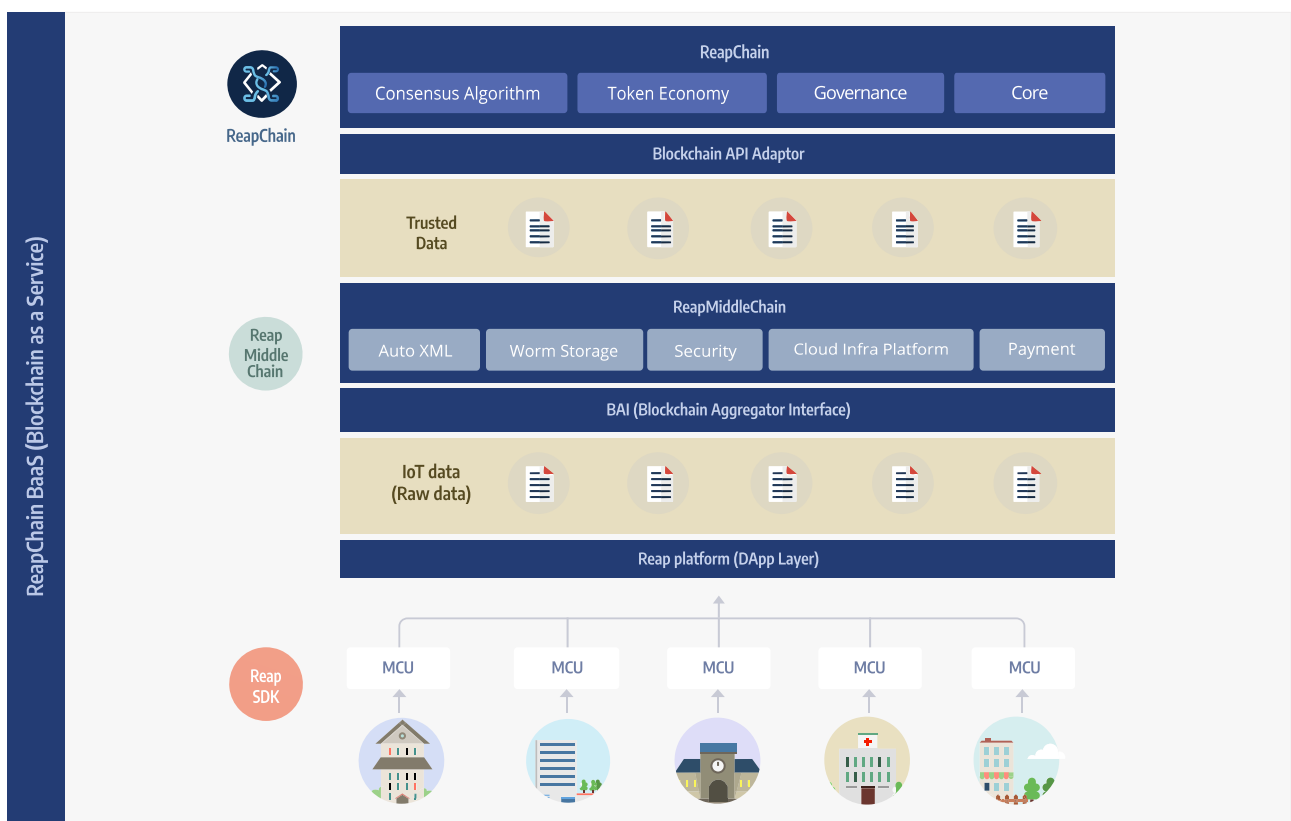 ReapChain BaaS (Blockchain as a Service)
ReapChain
ReapChain
Consensus Algorithm
Token Economy
Governance
Core
Blockchain API Adaptor
Trusted
Data
Reap
Middle
Chain
ReapMiddleChain
Auto XML
Worm Storage
Security
Cloud Infra Platform
Payment
BAI (Blockchain Aggregator Interface)
IoT data
(Raw data)
Reap platform (DApp Layer)
Reap
SDK
MCU
MCU
MCU
MCU
MCU